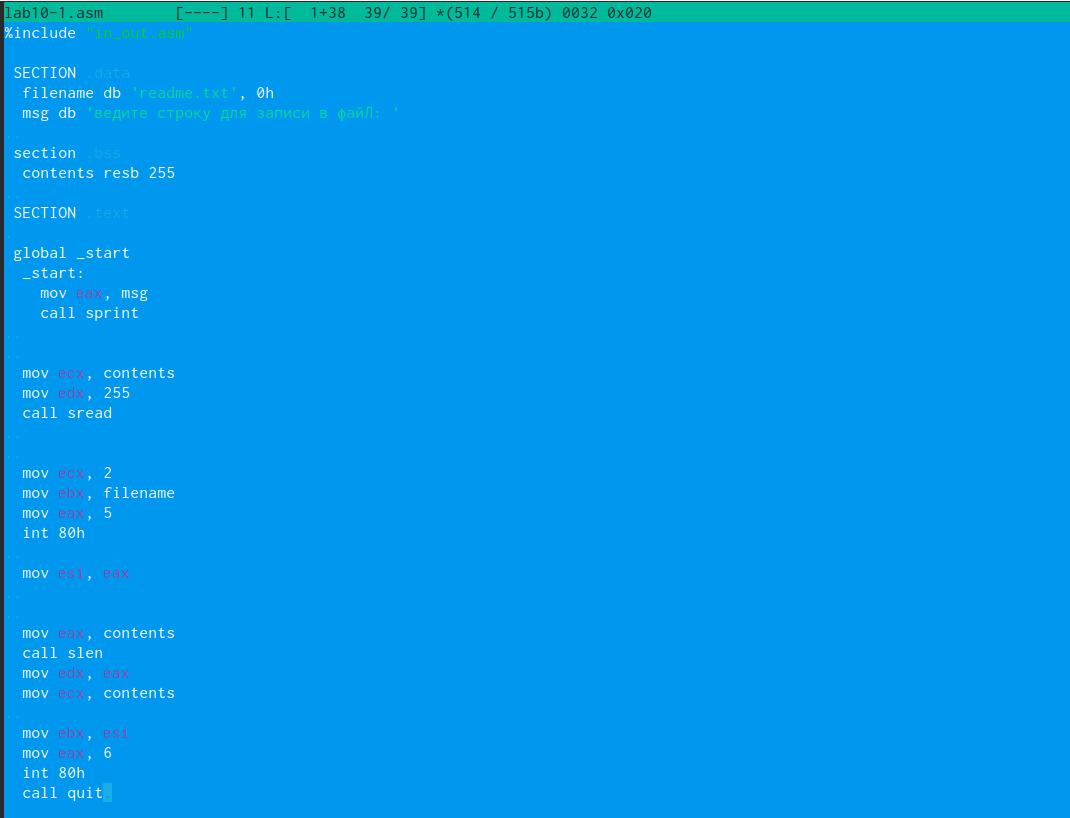 lab10-1.asm [----] 11 L:[ 1+38 39/ 39] *(514 / 515b) 0032 0x020
%include "in_out.asm"
SECTION .data
filename db 'readme.txt', 0h
msg db 'ведите строку для записи в файЛ: '
section .bss
contents resb 255
SECTION .text
global _start
_start:
mov eax, msg
call sprint
mov ecx, contents
mov edx, 255
call sread
mov ecx, 2
mov ebx, filename
mov eax, 5
int 80h
mov esi, eax
mov eax, contents
call slen
mov edx, eax
mov ecx, contents
mov ebx, esi
mov eax, 6
int 80h
call quit